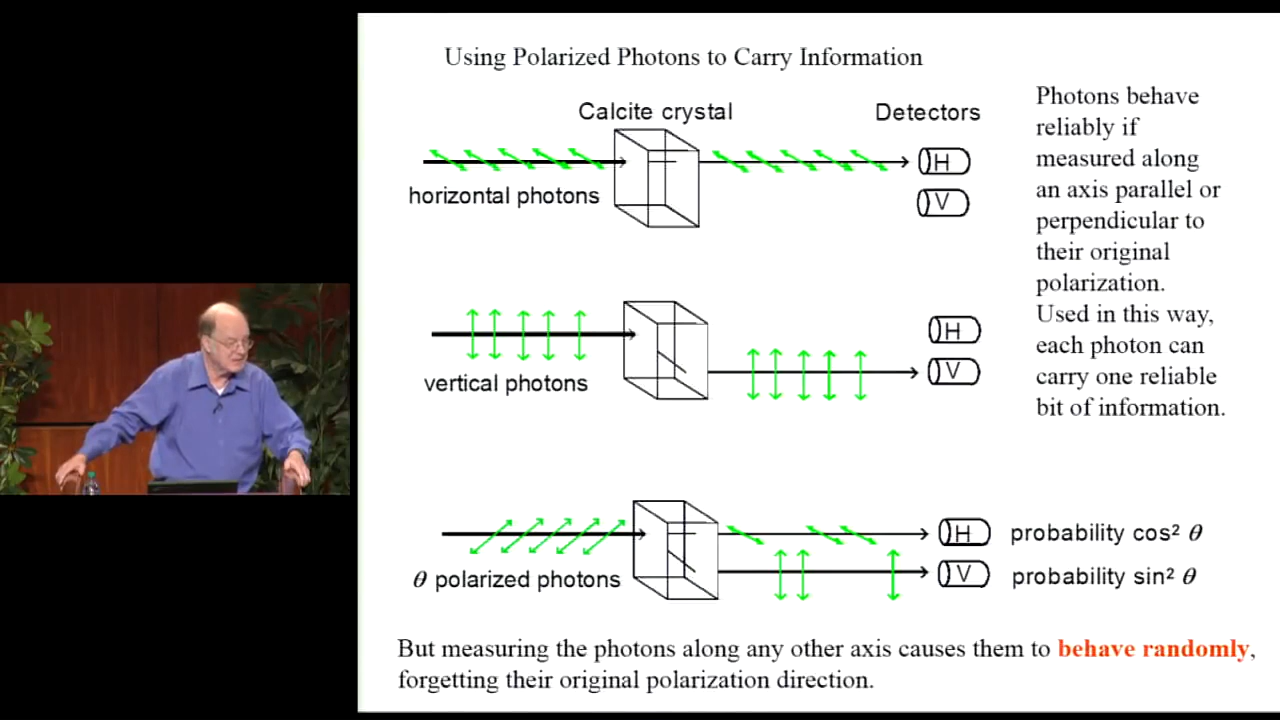 Using Polarized Photons to Carry Information
Calcite crystal
Detectors
horizontal photons
H
V
Photons behave
reliably if
measured along
an axis parallel or
perpendicular to
their original
polarization.
Used in this way,
each photon can
carry one reliable
bit of information.
vertical photons
H
V
θ polarized photons
H probability cos² θ
V probability sin² θ
But measuring the photons along any other axis causes them to behave randomly,
forgetting their original polarization direction.